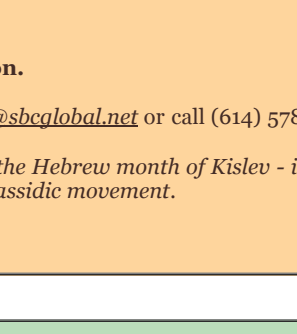 on.
@sbcglobal.net or call (614) 578
the Hebrew month of Kislev - i
assidic movement.